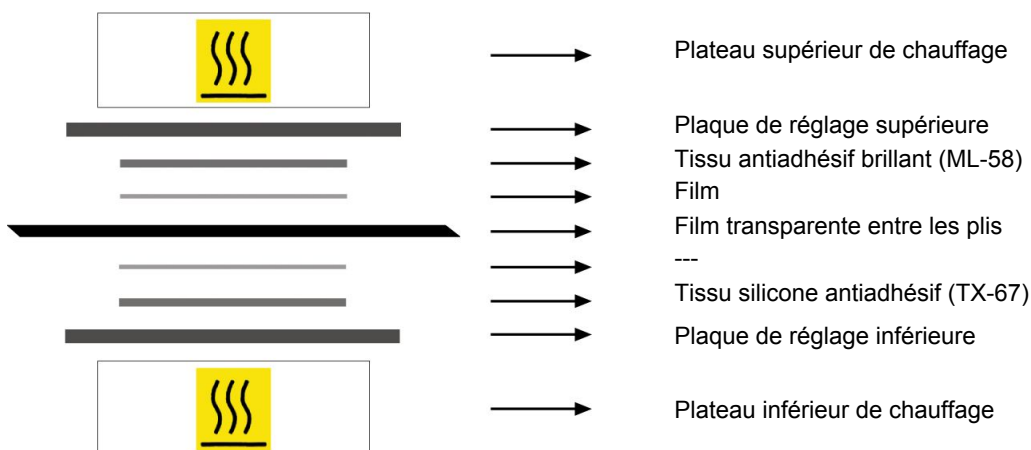 Plateau supérieur de chauffage
Plaque de réglage supérieure
Tissu antiadhésif brillant (ML-58)
Film
Film transparente entre les plis
---
Tissu silicone antiadhésif (TX-67)
Plaque de réglage inférieure
Plateau inférieur de chauffage